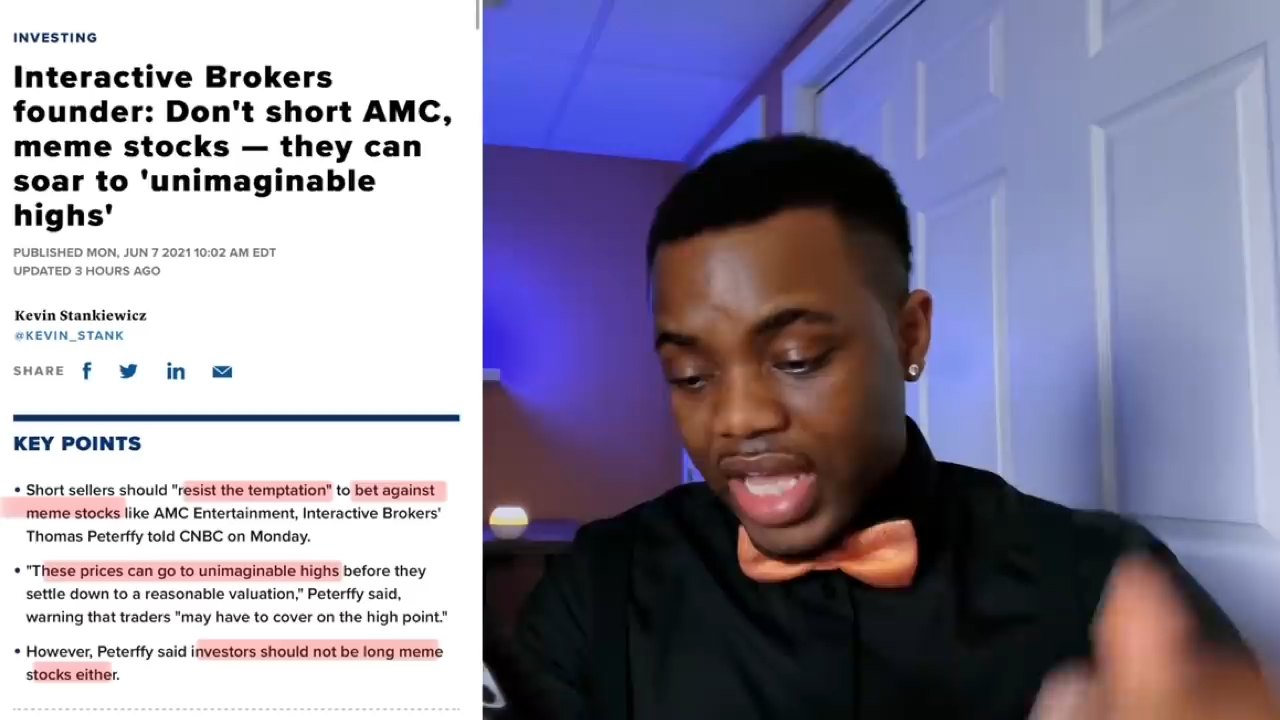 INVESTING
Interactive Brokers
founder: Don't short AMC,
meme stocks — they can
soar to 'unimaginable
highs'
PUBLISHED MON, JUN 7 2021 10:02 AM EDT
UPDATED 3 HOURS AGO
Kevin Stankiewicz
@KEVIN_STANK
SHARE
KEY POINTS
• Short sellers should "resist the temptation" to bet against
meme stocks like AMC Entertainment, Interactive Brokers'
Thomas Peterffy told CNBC on Monday.
• "These prices can go to unimaginable highs before they
settle down to a reasonable valuation," Peterffy said,
warning that traders "may have to cover on the high point."
• However, Peterffy said investors should not be long meme
stocks either.